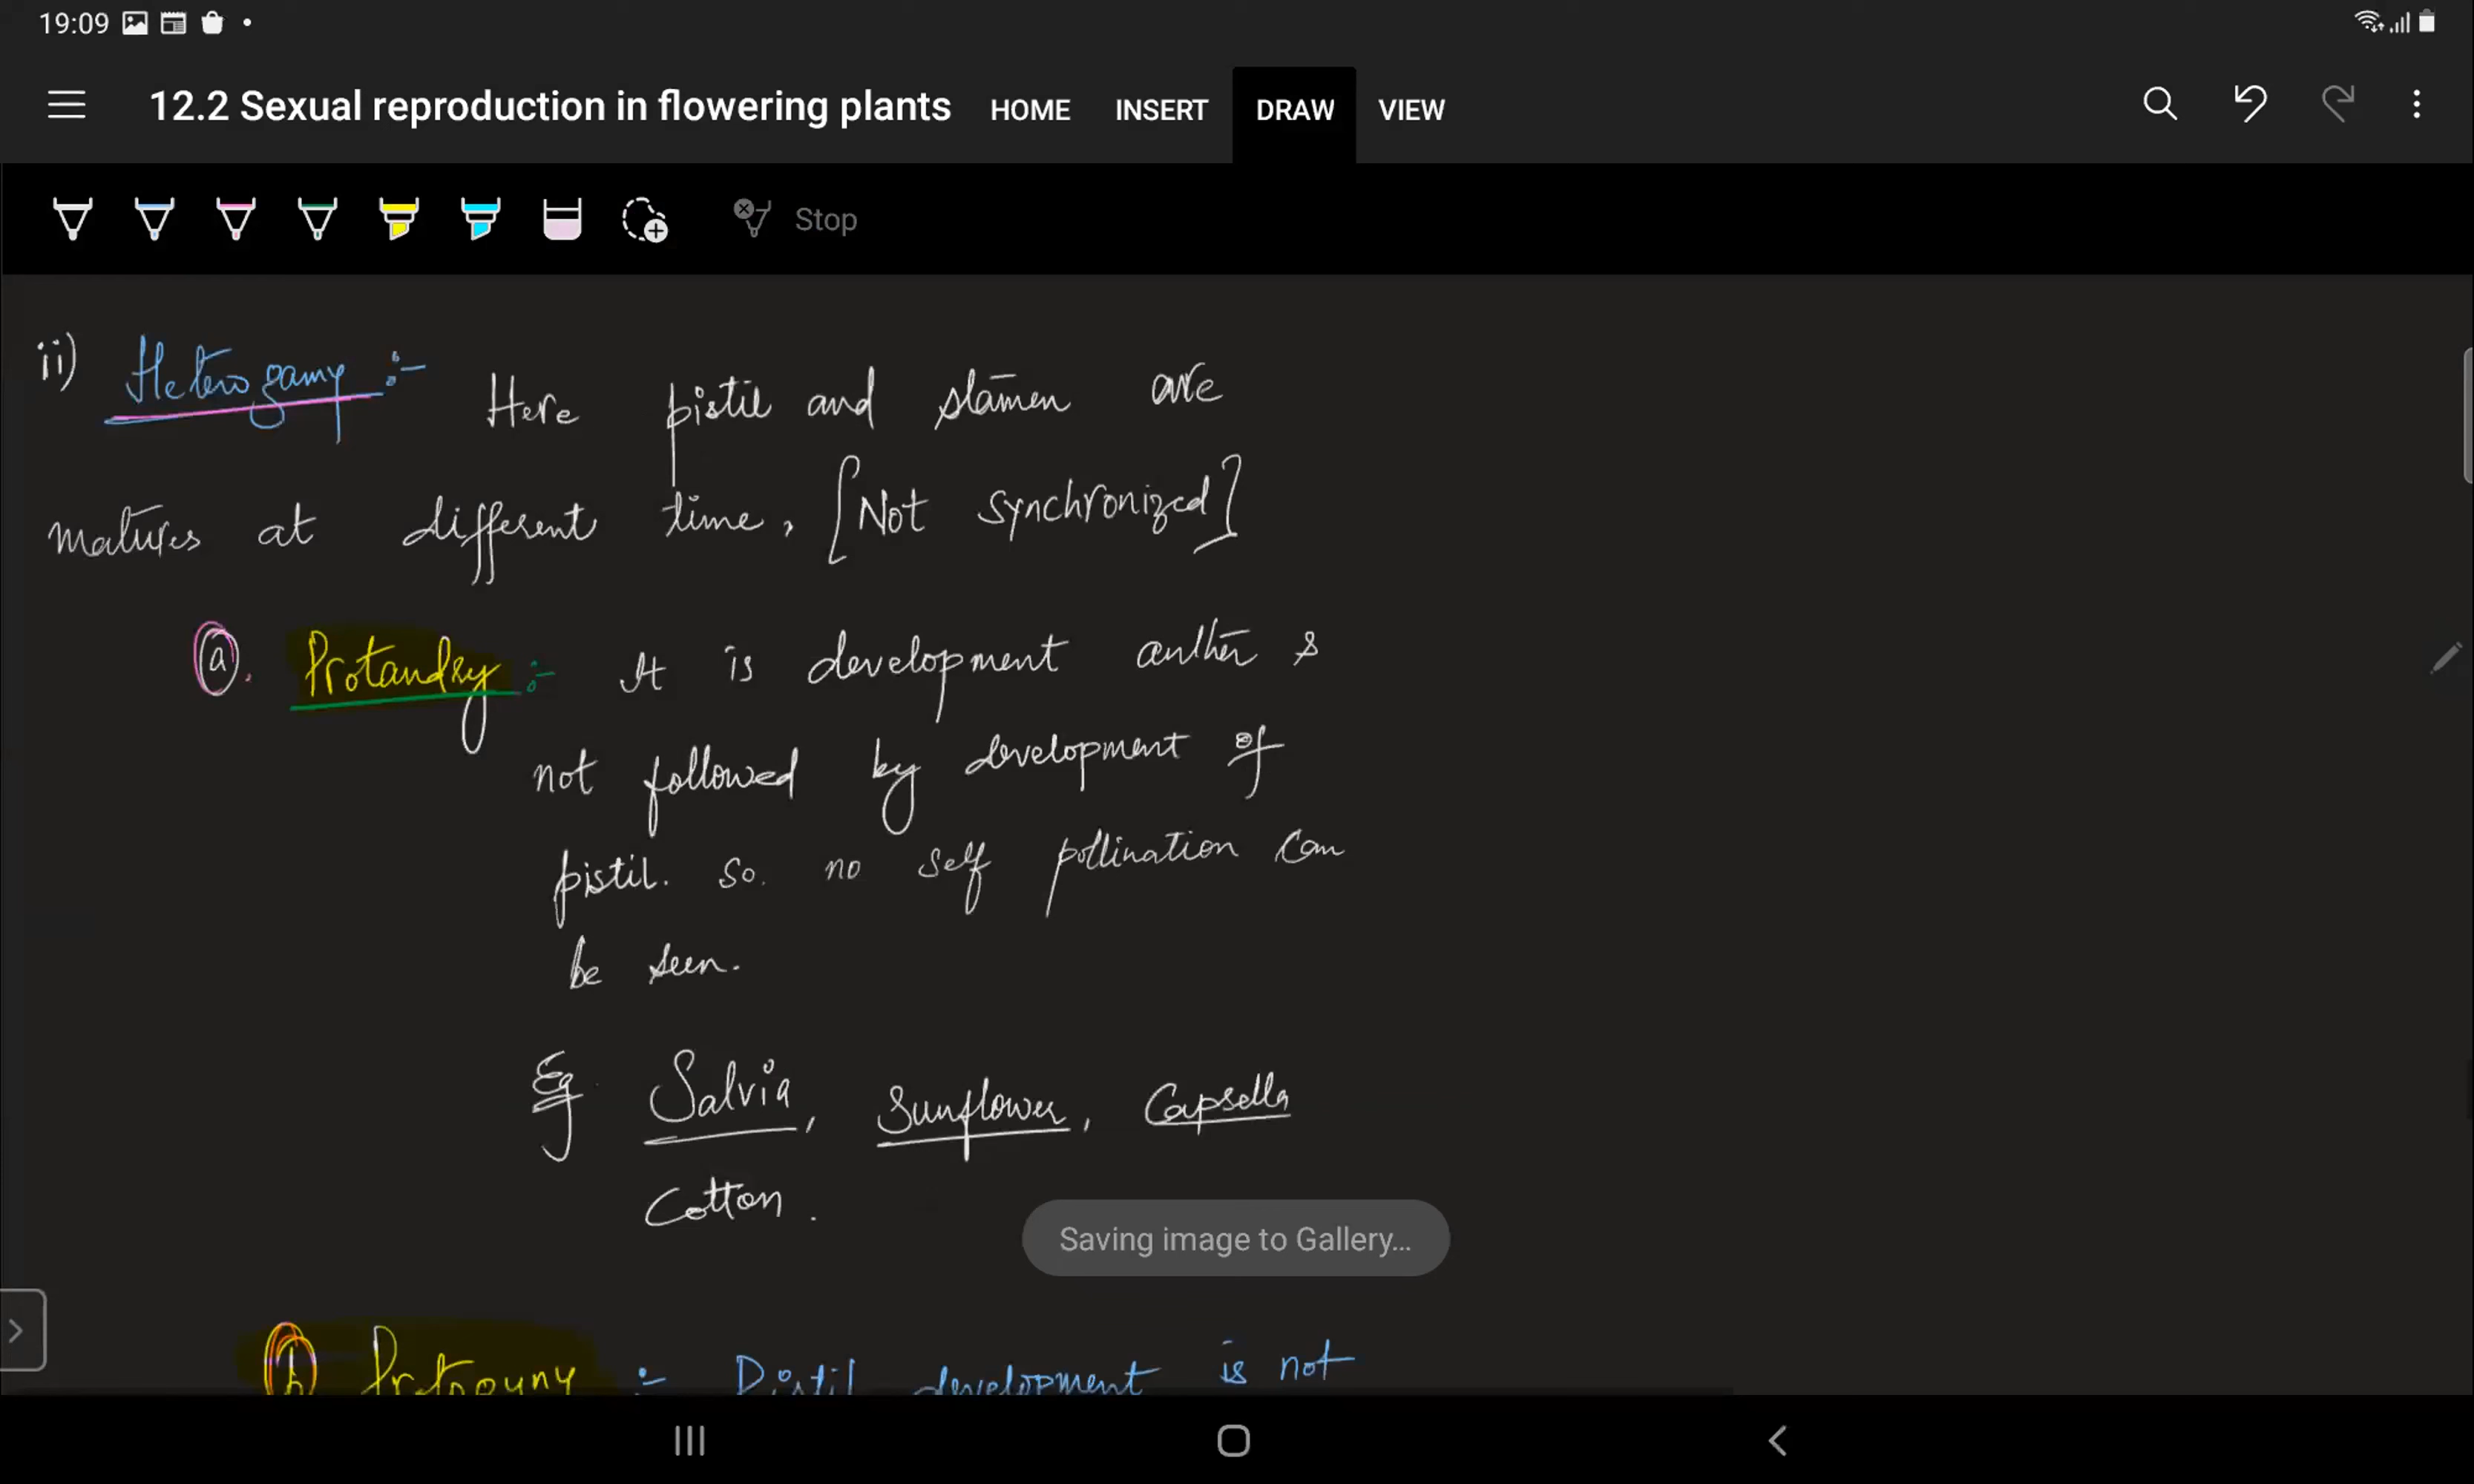 19:09
12.2 Sexual reproduction in flowering plants HOME INSERT DRAW VIEW
Stop
ii) Heterogamy :- Here pistil and stamen are
matures at different time, [Not synchronized]
a. Protandry :- It is development anther is
not followed by development of
pistil. so. no self pollination can
be seen.
Eg Salvia, Sunflower, Capsella
Cotton.
Saving image to Gallery...
b Protogyny :- Pistil development is not